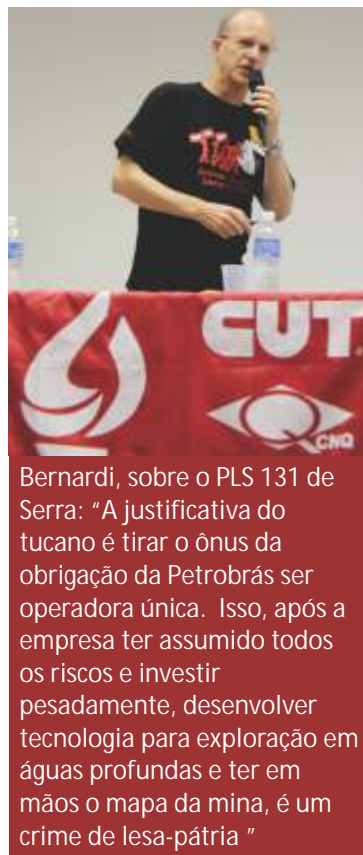 CUT
CNQ
Bernardi, sobre o PLS 131 de
Serra: “A justificativa do
tucano é tirar o ônus da
obrigação da Petrobrás ser
operadora única. Isso, após a
empresa ter assumido todos
os riscos e investir
pesadamente, desenvolver
tecnologia para exploração em
águas profundas e ter em
mãos o mapa da mina, é um
crime de lesa-pátria ”